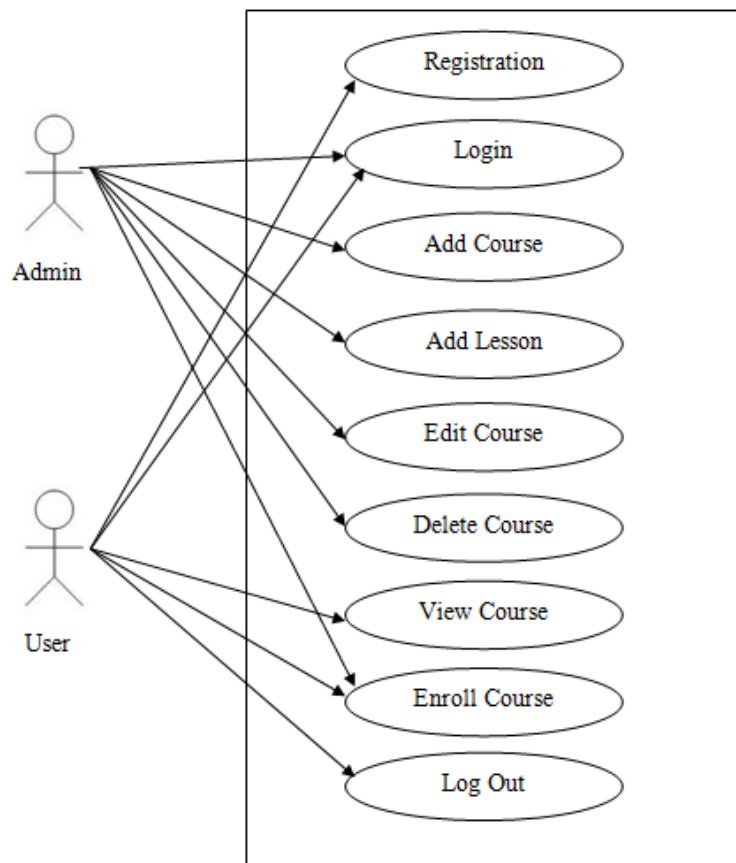 Registration
Login
Add Course
Admin
Add Lesson
Edit Course
Delete Course
View Course
User
Enroll Course
Log Out